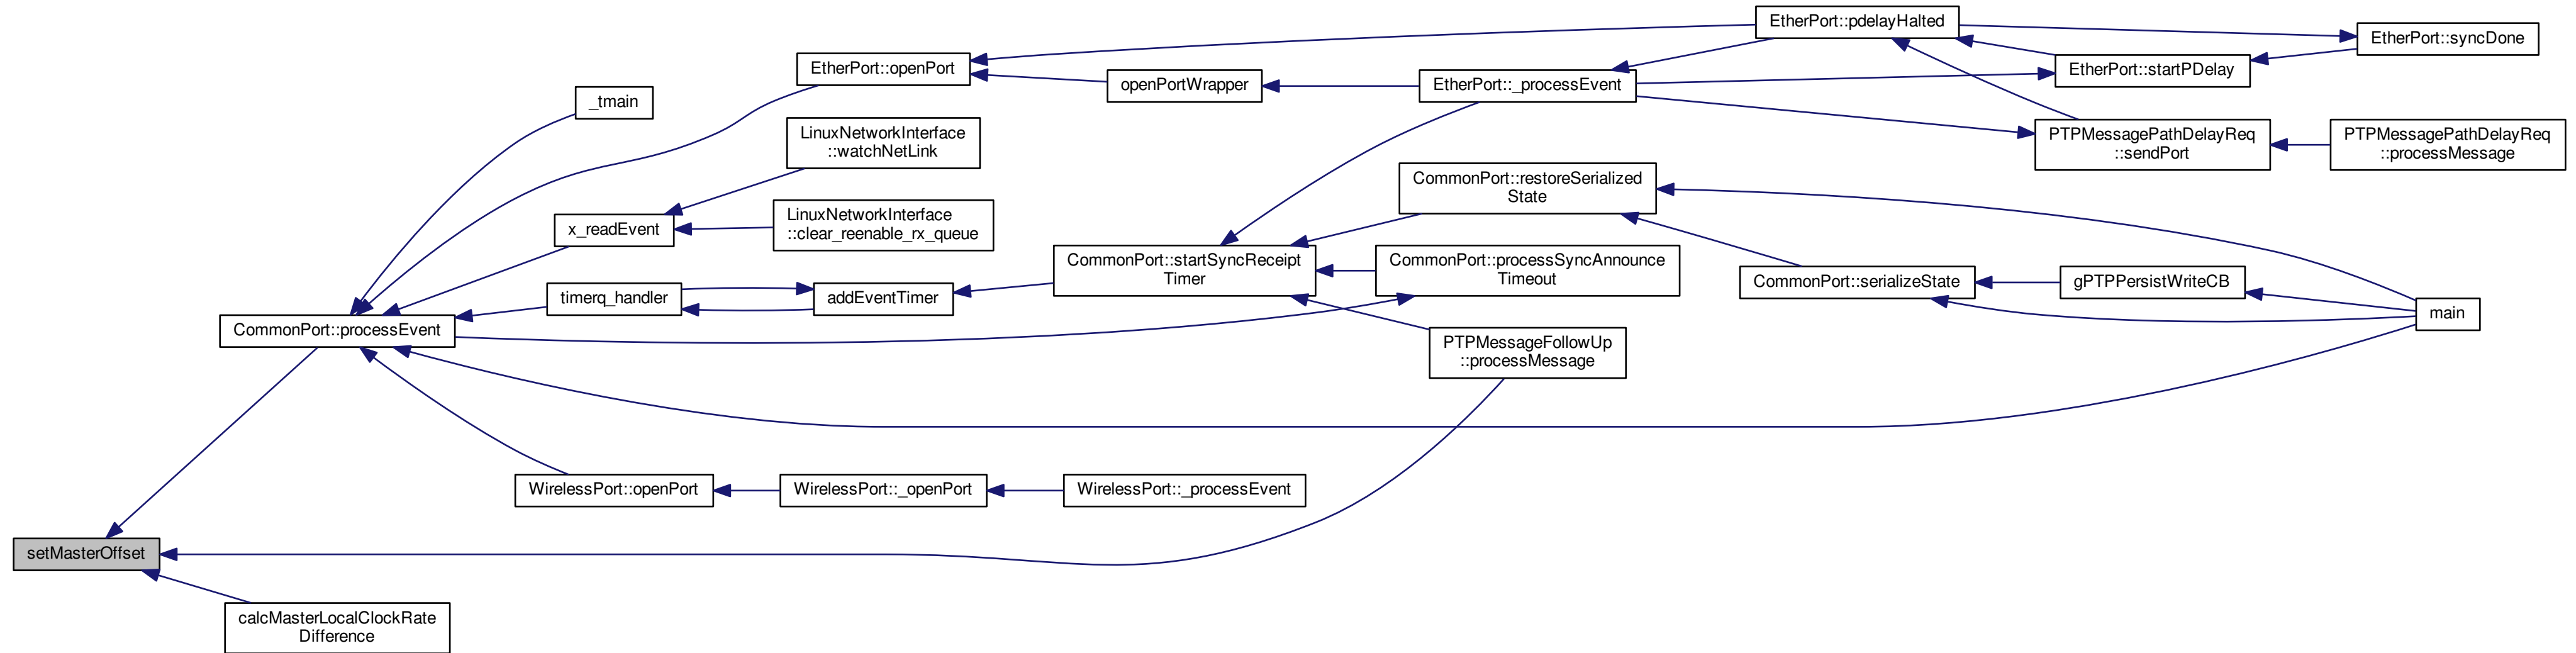 EtherPort::pdelayHalted
EtherPort::syncDone
EtherPort::openPort
EtherPort::startPDelay
openPortWrapper
EtherPort::_processEvent
_tmain
LinuxNetworkInterface
::watchNetLink
PTPMessagePathDelayReq
::sendPort
PTPMessagePathDelayReq
::processMessage
CommonPort::restoreSerialized
State
LinuxNetworkInterface
::clear_reenable_rx_queue
x_readEvent
CommonPort::startSyncReceipt
Timer
CommonPort::processSyncAnnounce
Timeout
CommonPort::serializeState
gPTPPersistWriteCB
timerq_handler
addEventTimer
main
CommonPort::processEvent
PTPMessageFollowUp
::processMessage
WirelessPort::openPort
WirelessPort::_openPort
WirelessPort::_processEvent
setMasterOffset
calcMasterLocalClockRate
Difference